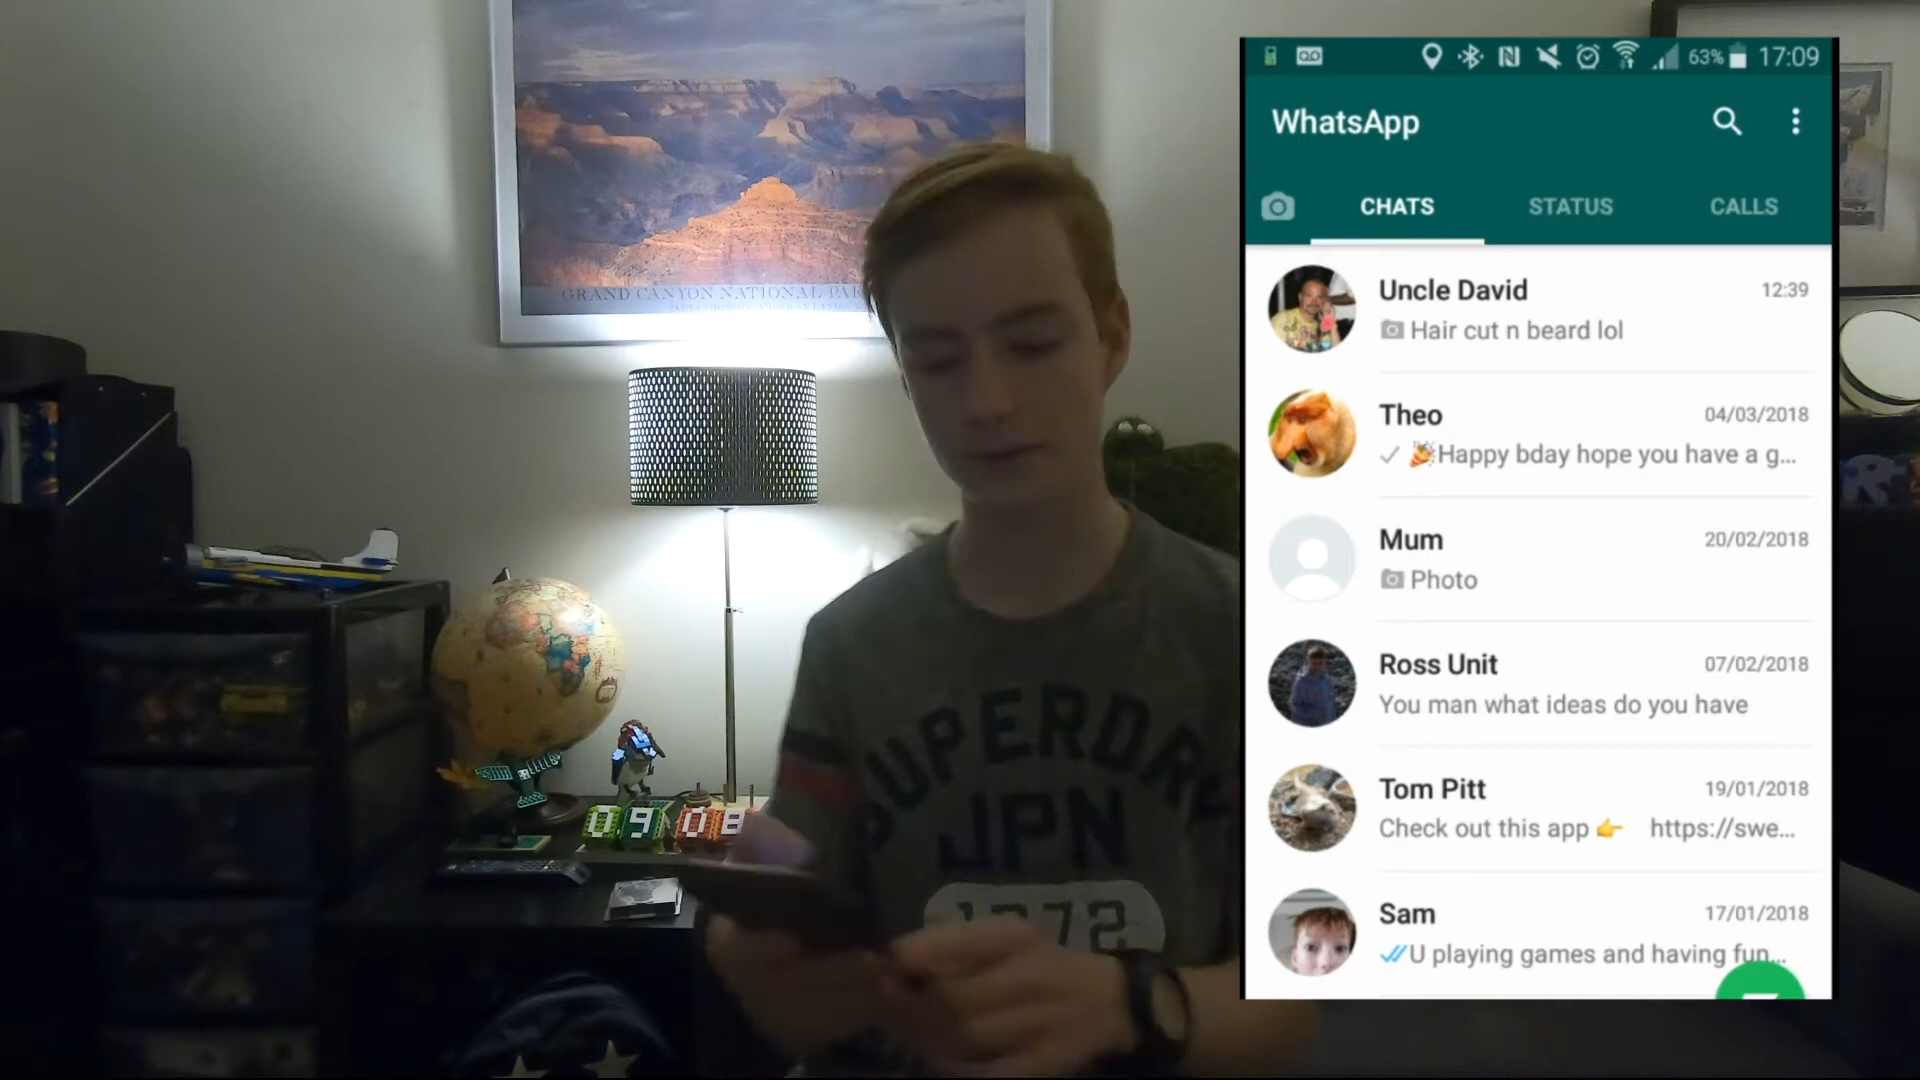 GRAND CANYON NATIONAL PAR
SUPERDRY
JPN
1972
09 08
63% 17:09
WhatsApp
CHATS STATUS CALLS
Uncle David 12:39
Hair cut n beard lol
Theo 04/03/2018
✓ 🎉Happy bday hope you have a g...
Mum 20/02/2018
Photo
Ross Unit 07/02/2018
You man what ideas do you have
Tom Pitt 19/01/2018
Check out this app 👉 https://swe...
Sam 17/01/2018
U playing games and having fun...